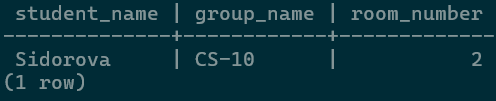 student_name | group_name | room_number
--------------+------------+-------------
Sidorova | CS-10 | 2
(1 row)